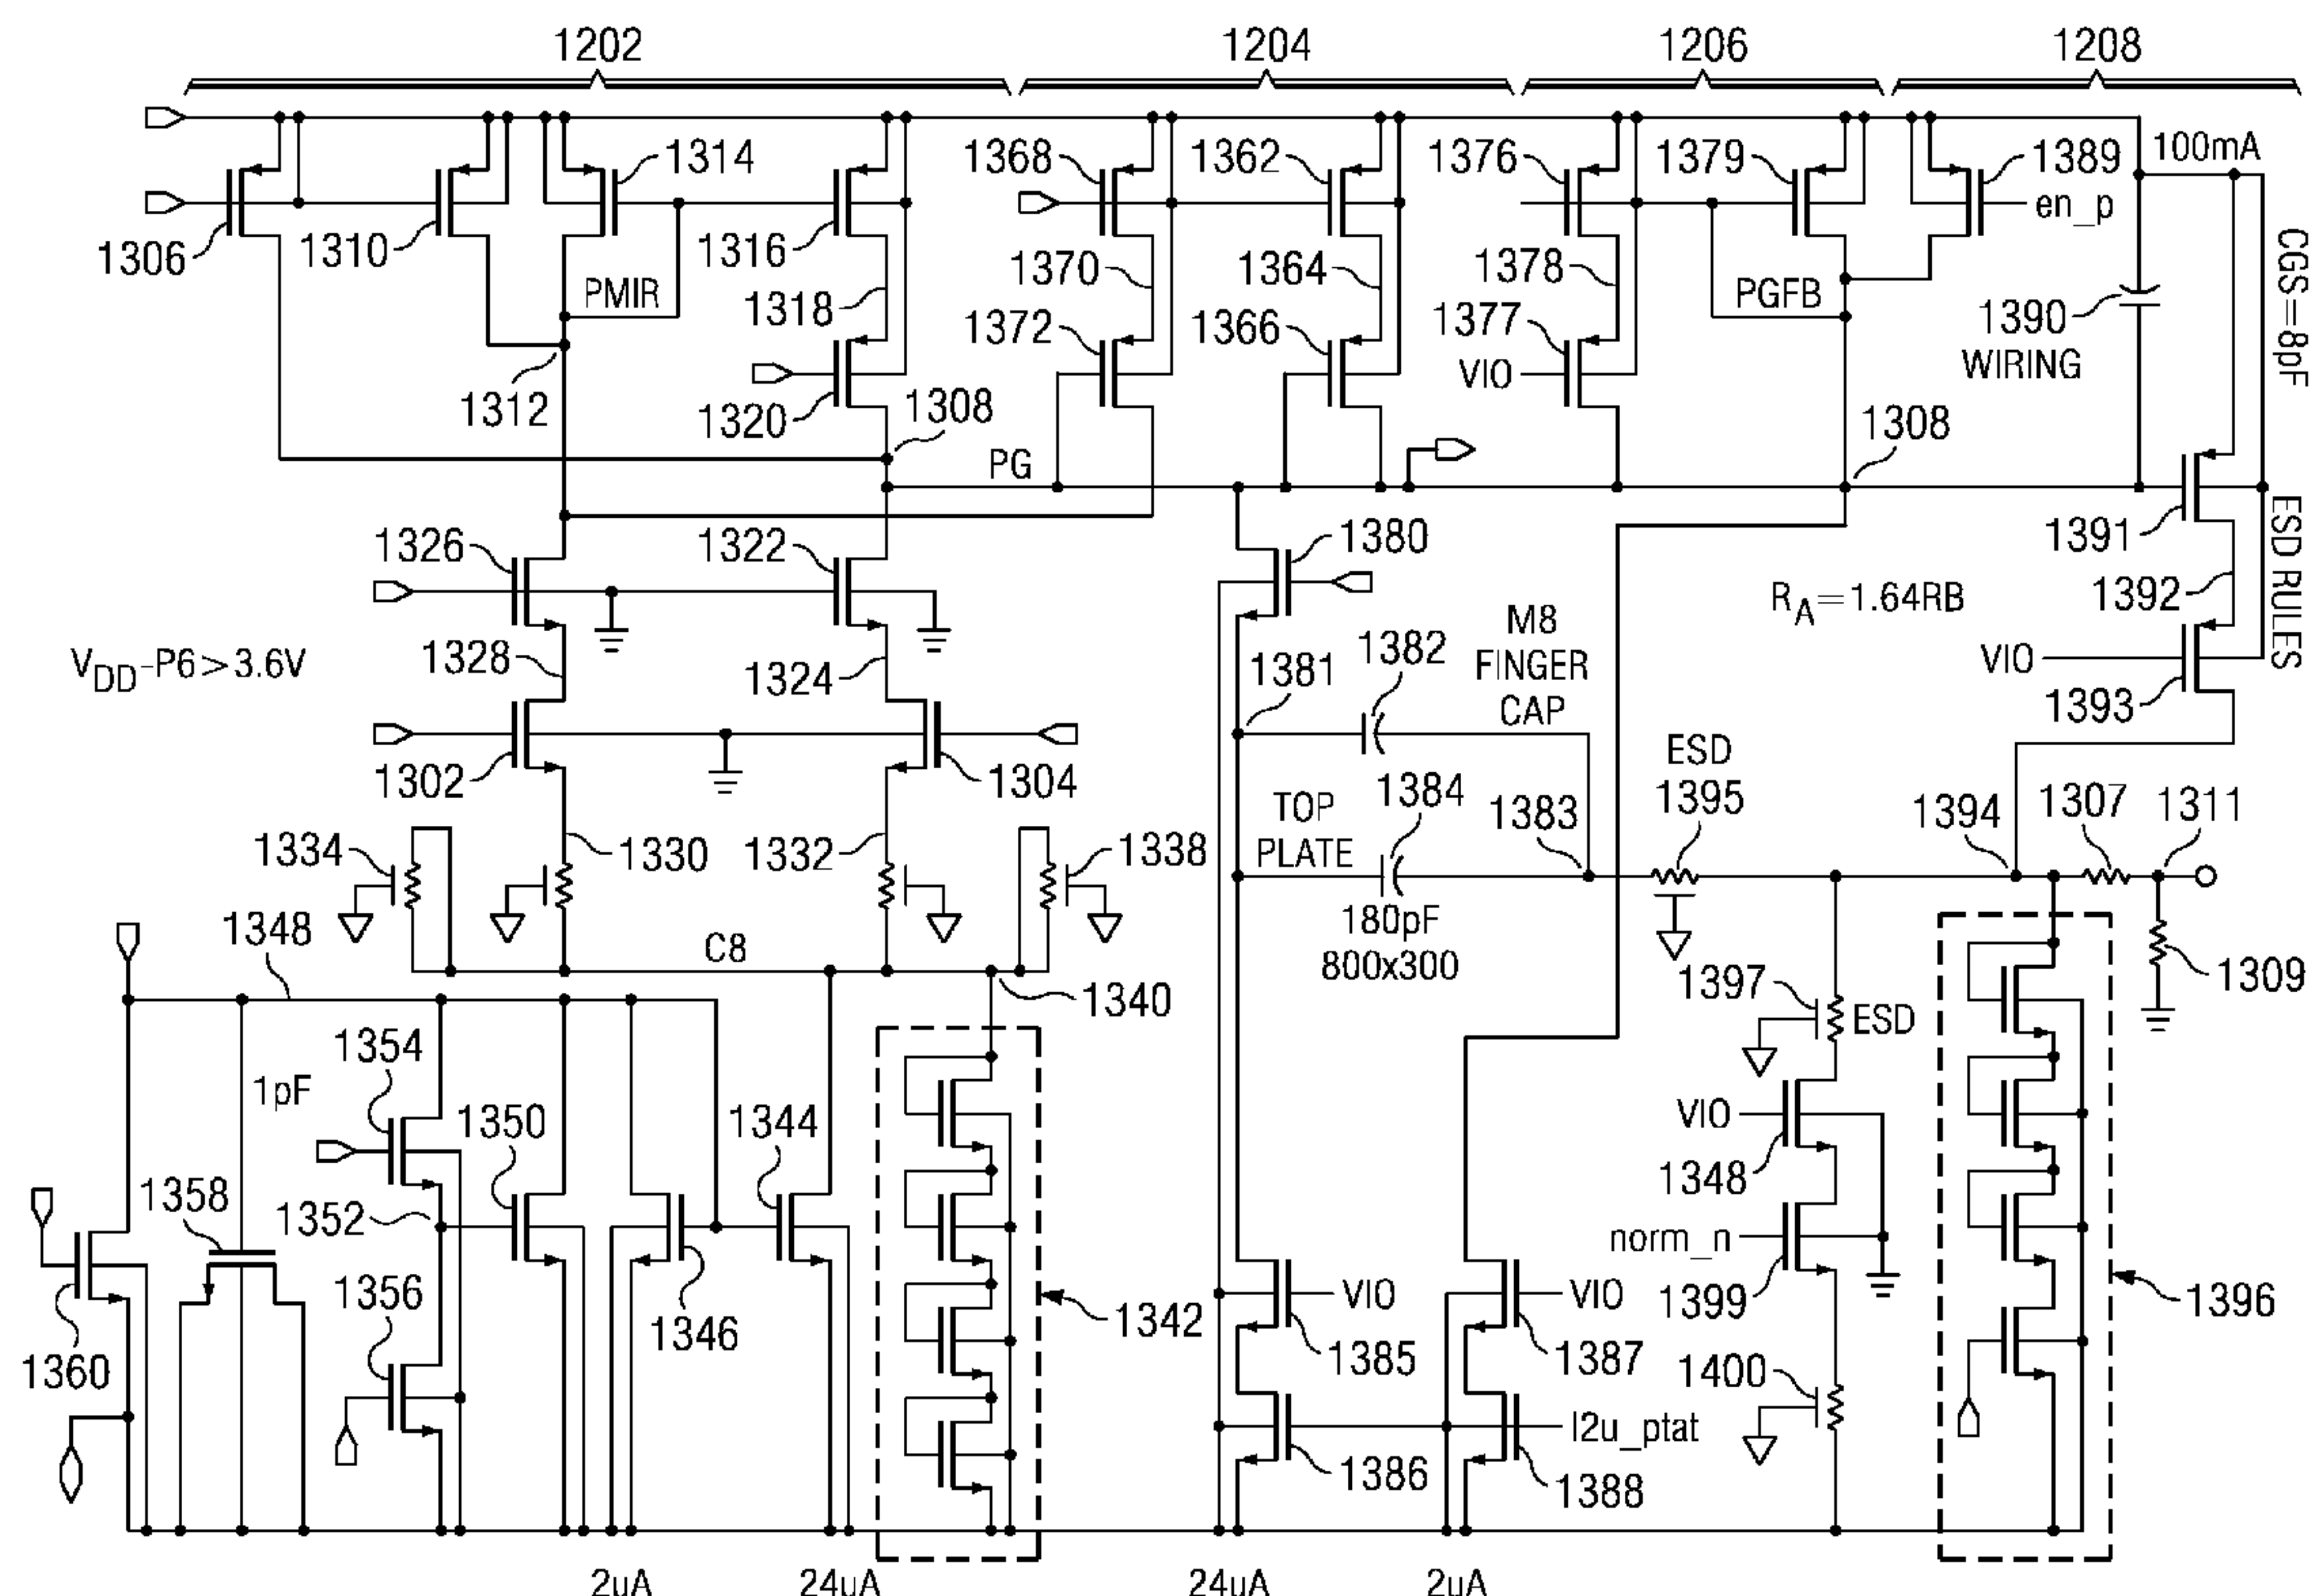 1202 1204 1206 1208
1314 1368 1362 1376 1379 1389 100mA
en_p
1306 1310 1316 1370 1364 1378
PMIR 1318 PGFB 1390 CGS=8pF
1372 1366 1377 WIRING
VIO
1312 1320 1308 1308
PG
1326 1322 1380 1391 ESD RULES
RA=1.64RB 1392
VDD-P6>3.6V 1328 1324 1381 1382 M8
FINGER
CAP
VIO
1393
1302 1304 ESD
1395
TOP
PLATE
1384 1383 1394 1307 1311
1334 1330 1332 1338
180pF
800x300
1348 C8 1340 1397 ESD 1309
1354
1pF 1350 1344 VIO
1348
1358 1352 norm_n
1356 1346 1342 VIO VIO 1399 1396
1360 1385 1387 1400
I2u_ptat
1386 1388
2uA 24uA 24uA 2uA